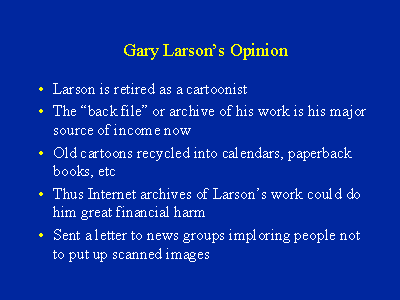 Gary Larson’s Opinion
• Larson is retired as a cartoonist
• The “back file” or archive of his work is his major
source of income now
• Old cartoons recycled into calendars, paperback
books, etc
• Thus Internet archives of Larson’s work could do
him great financial harm
• Sent a letter to news groups imploring people not
to put up scanned images